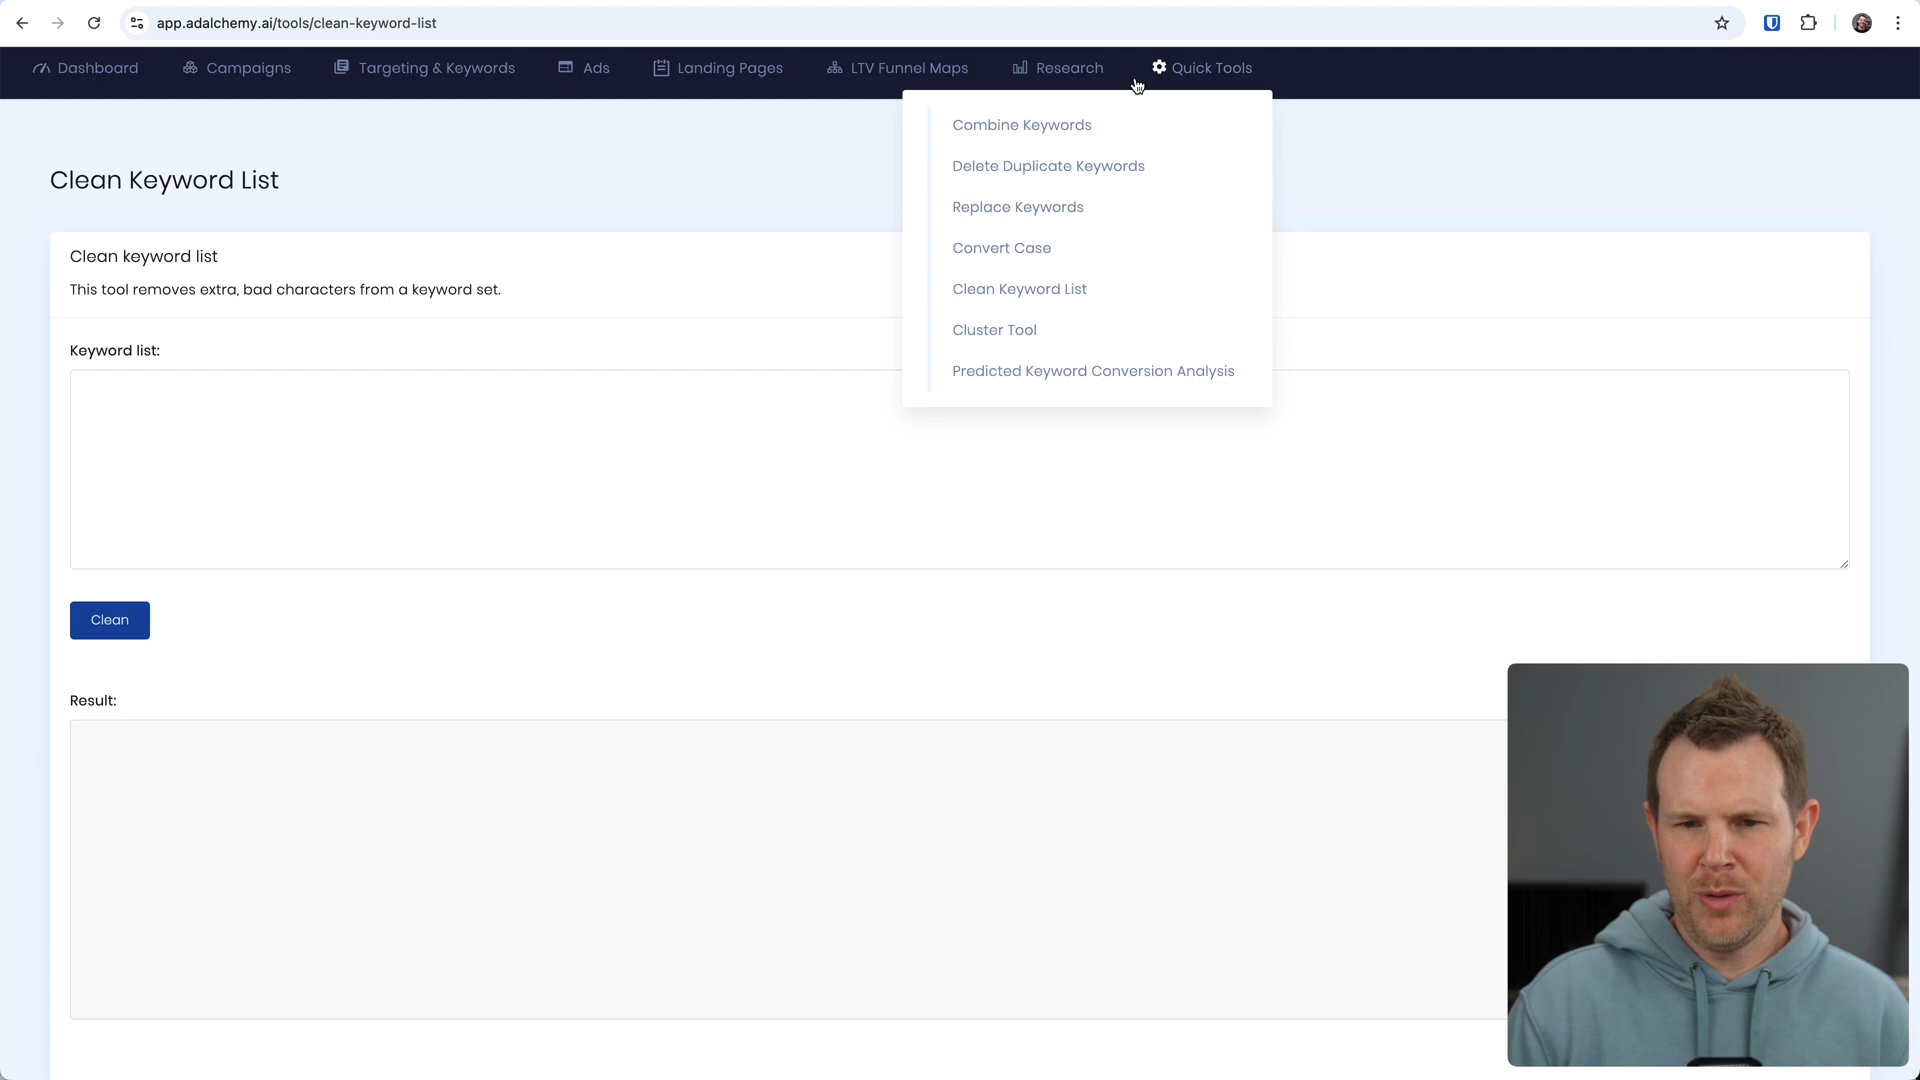 app.adalchemy.ai/tools/clean-keyword-list
Dashboard
Campaigns
Targeting & Keywords
Ads
Landing Pages
LTV Funnel Maps
Research
Quick Tools
Combine Keywords
Delete Duplicate Keywords
Replace Keywords
Convert Case
Clean Keyword List
Cluster Tool
Predicted Keyword Conversion Analysis
Clean Keyword List
Clean keyword list
This tool removes extra, bad characters from a keyword set.
Keyword list:
Clean
Result: